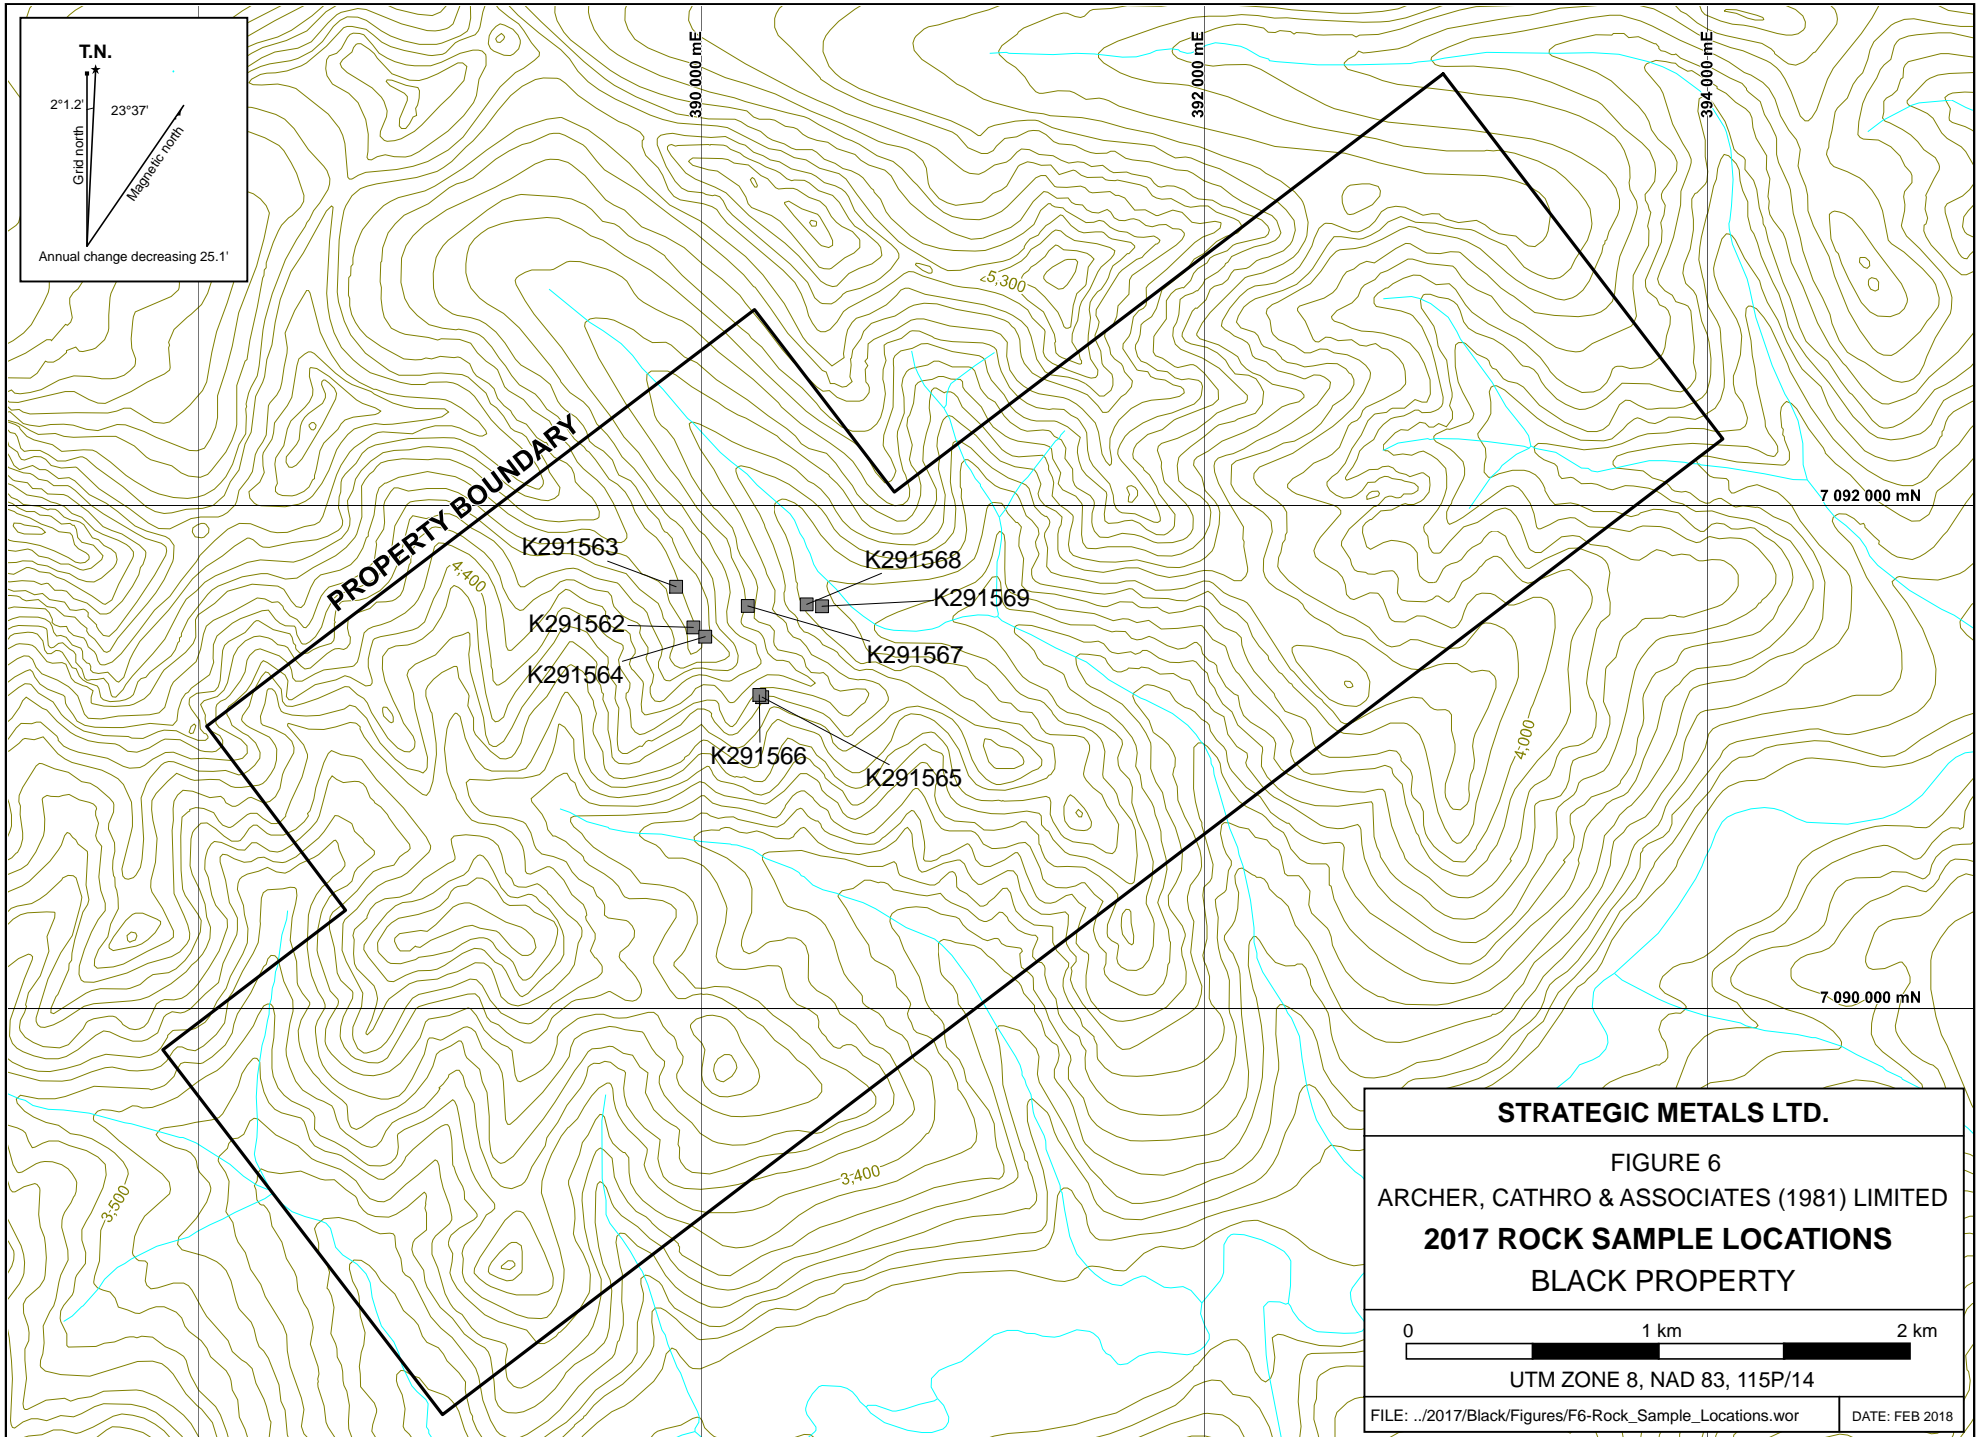 T.N.
2°1.2'
23°37'
Grid north
Magnetic north
Annual change decreasing 25.1'
390 000 mE
392 000 mE
394 000 mE
5,300
PROPERTY BOUNDARY
7 092 000 mN
4,400
K291563
K291568
K291569
K291562
K291567
K291564
K291566
K291565
4,000
7 090 000 mN
3,500
3,400
STRATEGIC METALS LTD.
FIGURE 6
ARCHER, CATHRO & ASSOCIATES (1981) LIMITED
2017 ROCK SAMPLE LOCATIONS
BLACK PROPERTY
0 1 km 2 km
UTM ZONE 8, NAD 83, 115P/14
FILE: ../2017/Black/Figures/F6-Rock_Sample_Locations.wor
DATE: FEB 2018